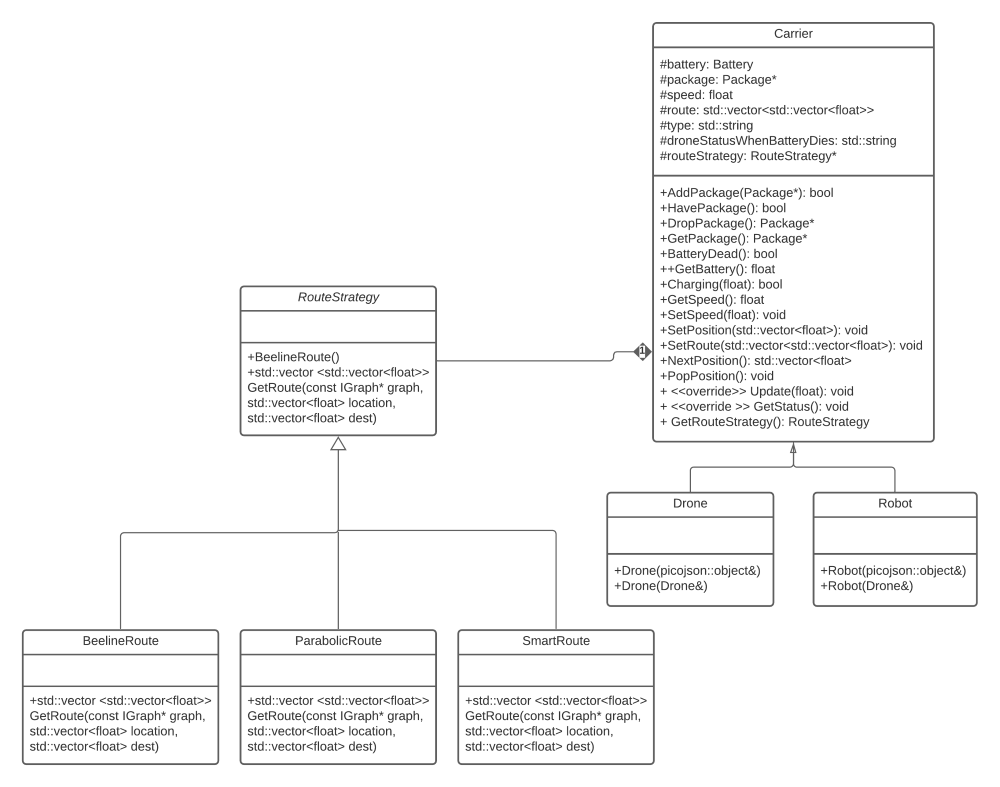 Carrier
#battery: Battery
#package: Package*
#speed: float
#route: std::vector<std::vector<float>>
#type: std::string
#droneStatusWhenBatteryDies: std::string
#routeStrategy: RouteStrategy*
+AddPackage(Package*): bool
+HavePackage(): bool
+DropPackage(): Package*
+GetPackage(): Package*
+BatteryDead(): bool
++GetBattery(): float
+Charging(float): bool
+GetSpeed(): float
+SetSpeed(float): void
+SetPosition(std::vector<float>): void
+SetRoute(std::vector<std::vector<float>): void
+NextPosition(): std::vector<float>
+PopPosition(): void
+ <<override>> Update(float): void
+ <<override >> GetStatus(): void
+ GetRouteStrategy(): RouteStrategy
RouteStrategy
+BeelineRoute()
+std::vector <std::vector<float>>
GetRoute(const IGraph* graph,
std::vector<float> location,
std::vector<float> dest)
1
Drone
+Drone(picojson::object&)
+Drone(Drone&)
Robot
+Robot(picojson::object&)
+Robot(Drone&)
BeelineRoute
+std::vector <std::vector<float>>
GetRoute(const IGraph* graph,
std::vector<float> location,
std::vector<float> dest)
ParabolicRoute
+std::vector <std::vector<float>>
GetRoute(const IGraph* graph,
std::vector<float> location,
std::vector<float> dest)
SmartRoute
+std::vector <std::vector<float>>
GetRoute(const IGraph* graph,
std::vector<float> location,
std::vector<float> dest)